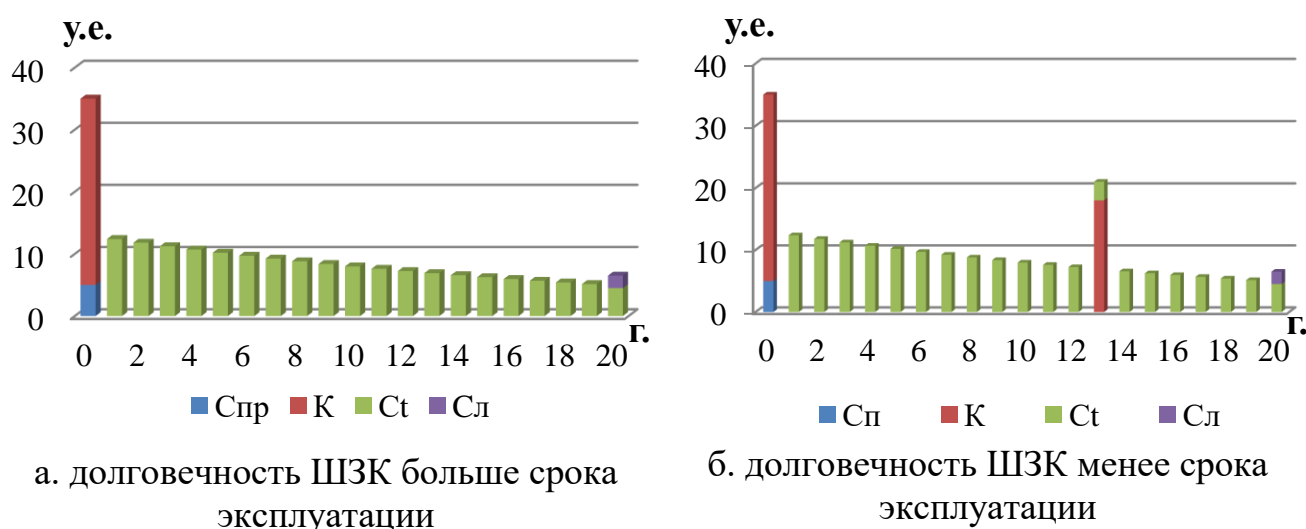 у.е.
40
30
20
10
0
0 2 4 6 8 10 12 14 16 18 20
г.
Спр К Ct Сл
а. долговечность ШЗК больше срока
эксплуатации
у.е.
40
30
20
10
0
0 2 4 6 8 10 12 14 16 18 20
г.
Сп К Ct Сл
б. долговечность ШЗК менее срока
эксплуатации